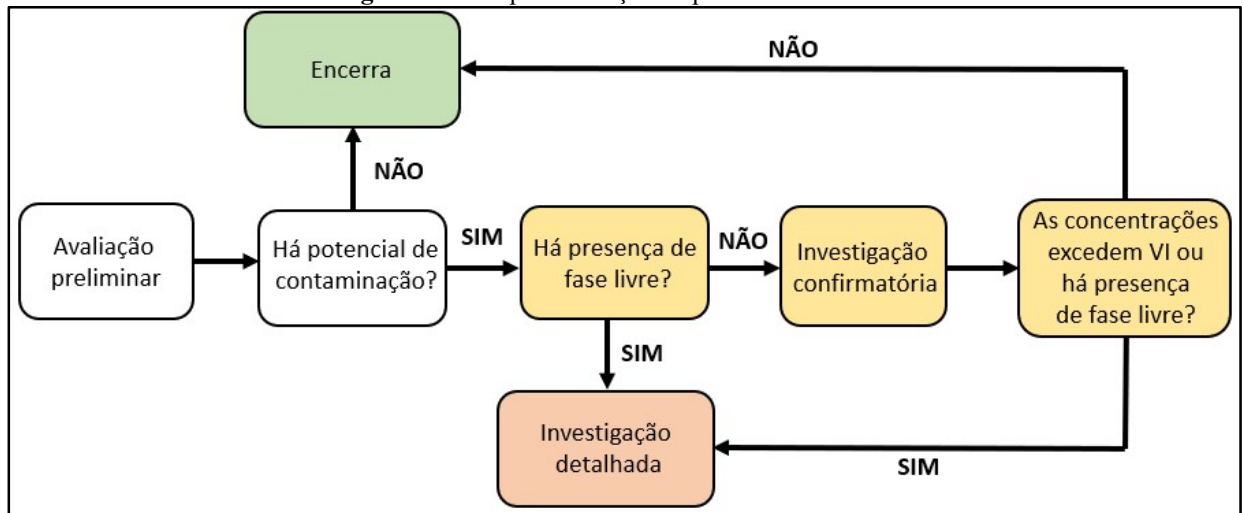 Encerra
NÃO
NÃO
Avaliação
preliminar
Há potencial de
contaminação?
SIM
Há presença de
fase livre?
NÃO
Investigação
confirmatória
As concentrações
excedem VI ou
há presença
de fase livre?
SIM
Investigação
detalhada
SIM